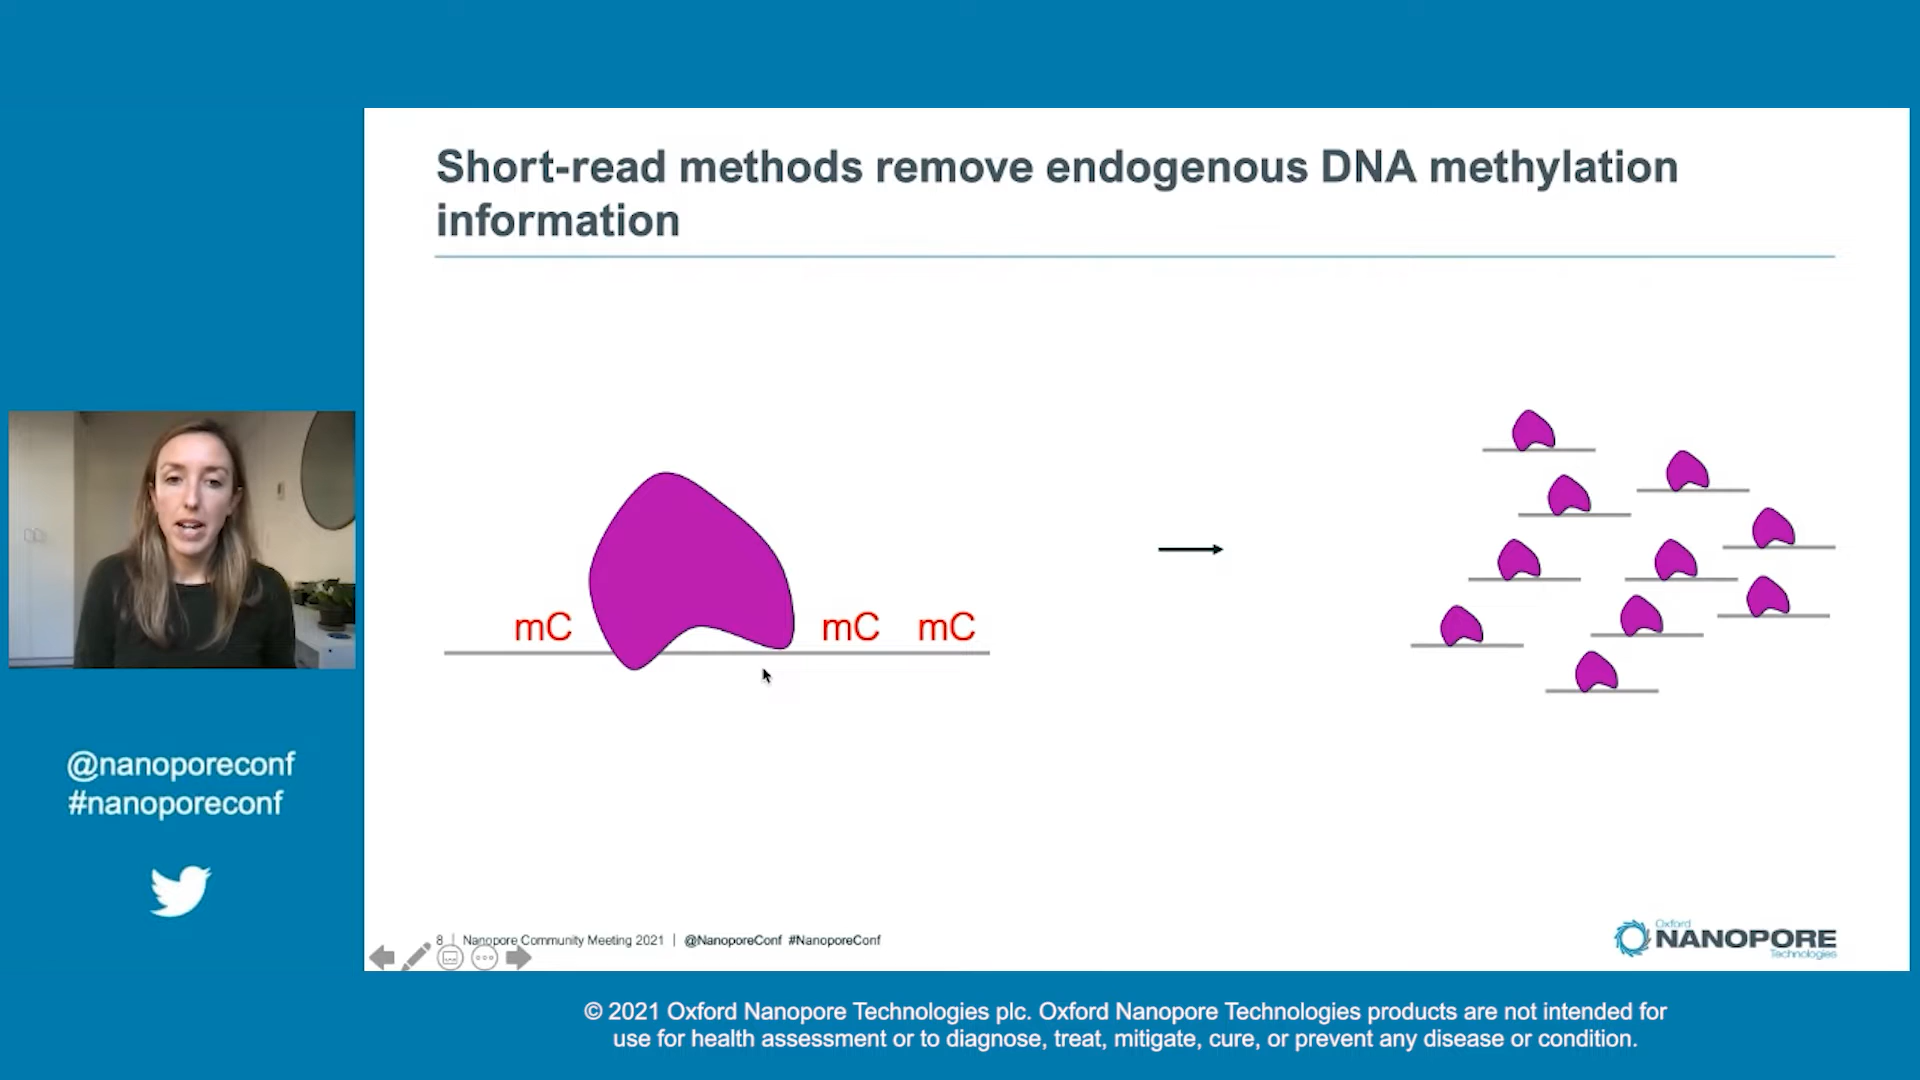 Short-read methods remove endogenous DNA methylation
information
mC
mC
mC
@nanoporeconf
#nanoporeconf
8 | Nanopore Community Meeting 2021 | @NanoporeConf #NanoporeConf
Oxford
NANOPORE
Technologies
© 2021 Oxford Nanopore Technologies plc. Oxford Nanopore Technologies products are not intended for
use for health assessment or to diagnose, treat, mitigate, cure, or prevent any disease or condition.